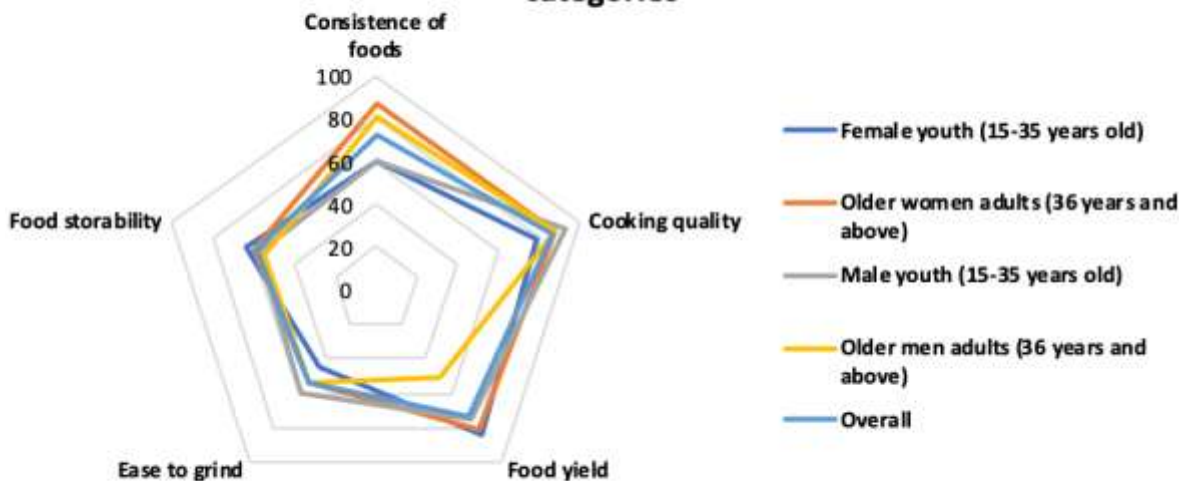 Consistence of
foods
100
80
60
40
20
0
Cooking quality
Food yield
Ease to grind
Food storability
Female youth (15-35 years old)
Older women adults (36 years and
above)
Male youth (15-35 years old)
Older men adults (36 years and
above)
Overall